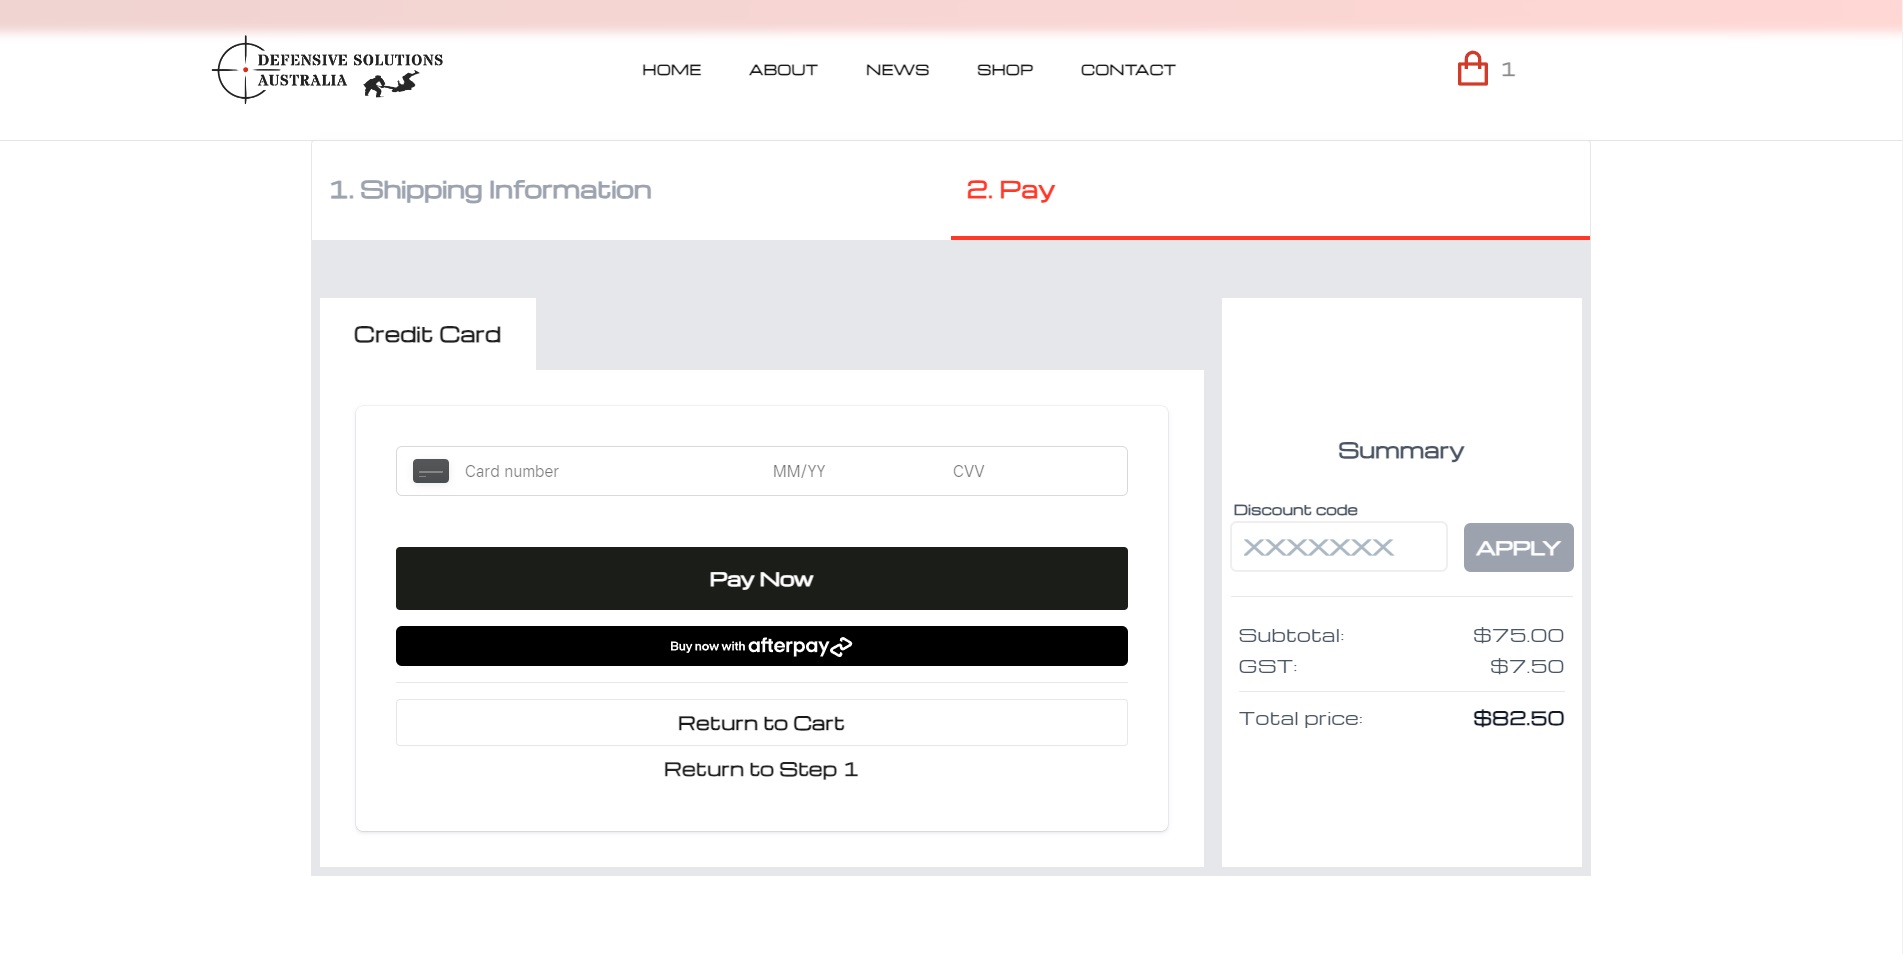 DEFENSIVE SOLUTIONS
AUSTRALIA
HOME
ABOUT
NEWS
SHOP
CONTACT
1
1. Shipping Information
2. Pay
Credit Card
Card number
MM/YY
CVV
Pay Now
Buy now with afterpay
Return to Cart
Return to Step 1
Summary
Discount code
XXXXXXX
APPLY
Subtotal: $75.00
GST: $7.50
Total price: $82.50